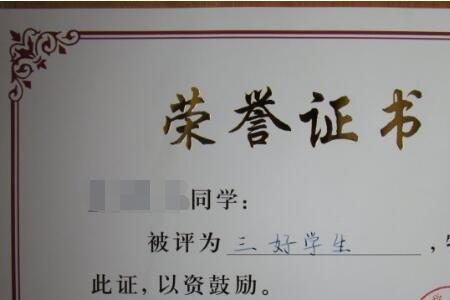 荣誉证书
同学：
被评为 三好学生 ，
此证，以资鼓励。